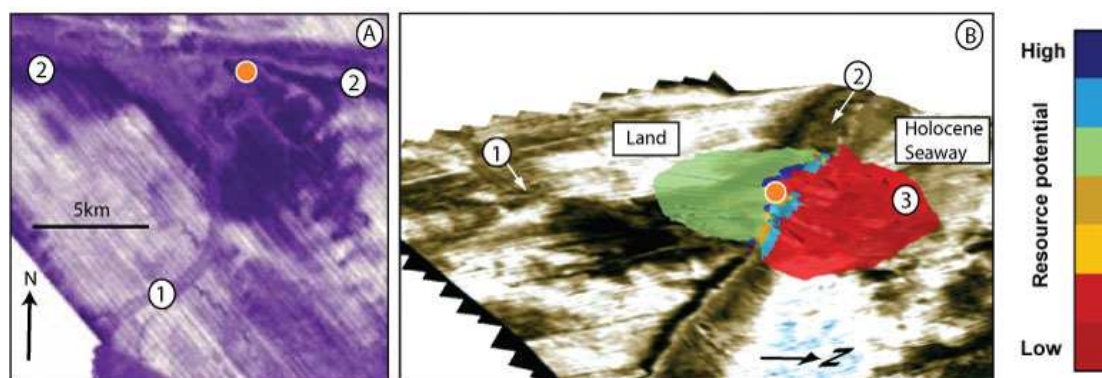 A
2
2
5km
N
1
B
2
Land
Holocene
Seaway
1
3
N
High
Resource potential
Low